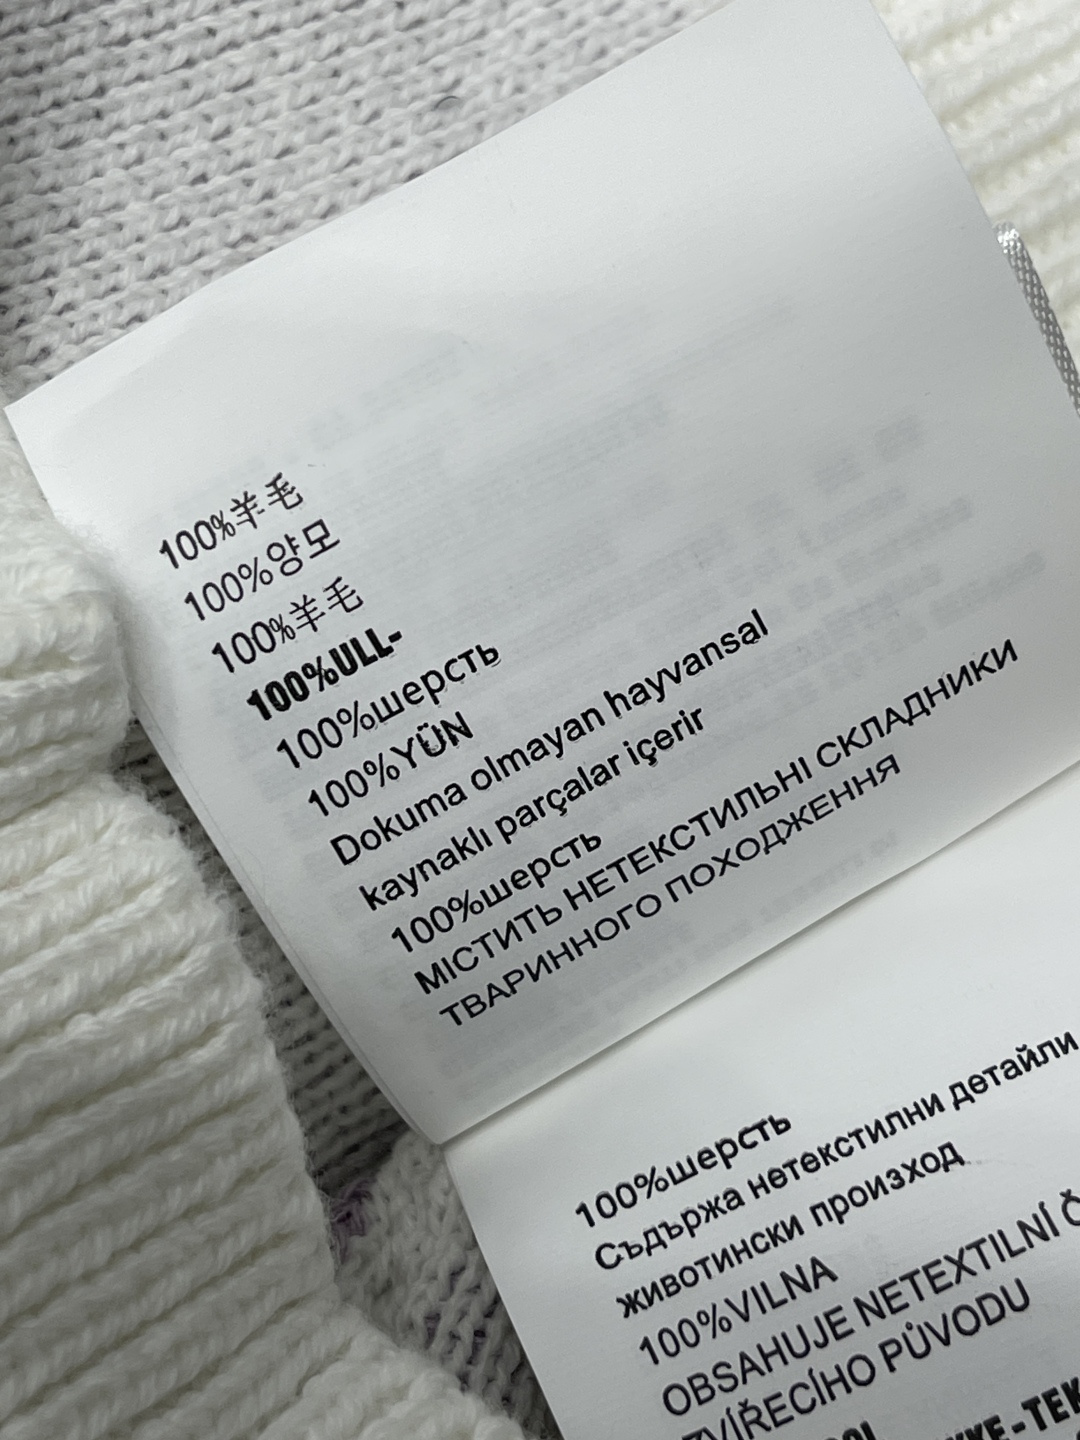 100%羊毛
100%양모
100%羊毛
100%ULL-
100%шерсть
100%YÜN
Dokuma olmayan hayvansal
kaynaklı parçalar içerir
100%шерсть
МІСТИТЬ НЕТЕКСТИЛЬНІ СКЛАДНИКИ
ТВАРИННОГО ПОХОДЖЕННЯ
100%шерсть
Съдържа нетекстилни детайли
животински произход
100%VILNA
OBSAHUJE NETEXTILNÍ
ZVÍŘECÍHO PŮVODU